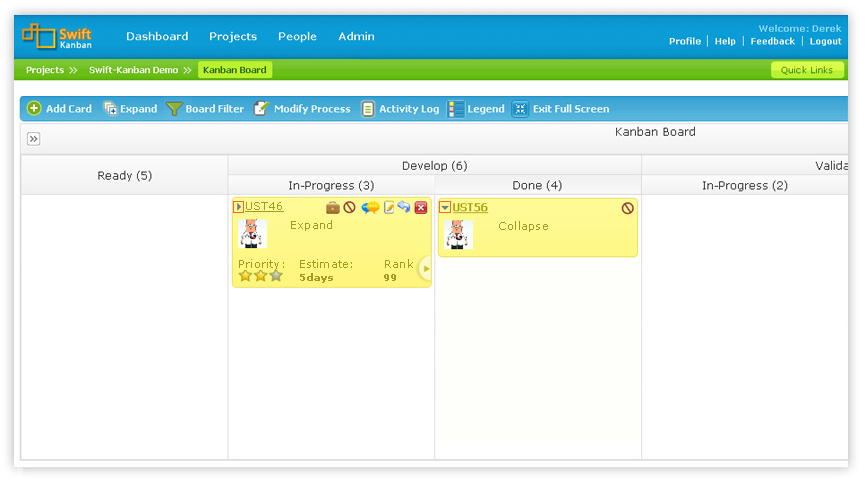 Swift
Kanban
Dashboard Projects People Admin
Welcome: Derek
Profile | Help | Feedback | Logout
Projects >> Swift-Kanban Demo >> Kanban Board
Quick Links
Add Card Expand Board Filter Modify Process Activity Log Legend Exit Full Screen
Kanban Board
Ready (5)
Develop (6)
Valida
In-Progress (3)
Done (4)
In-Progress (2)
UST46
Expand
Priority: Estimate: Rank
5days 99
UST56
Collapse